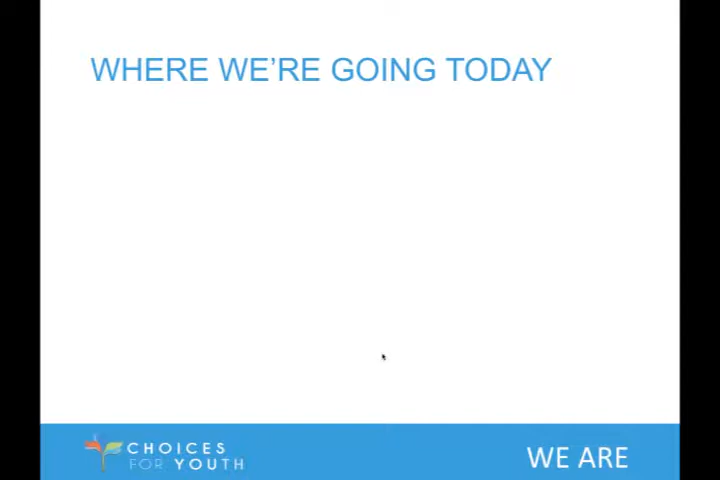 WHERE WE’RE GOING TODAY
CHOICES
FOR YOUTH
WE ARE